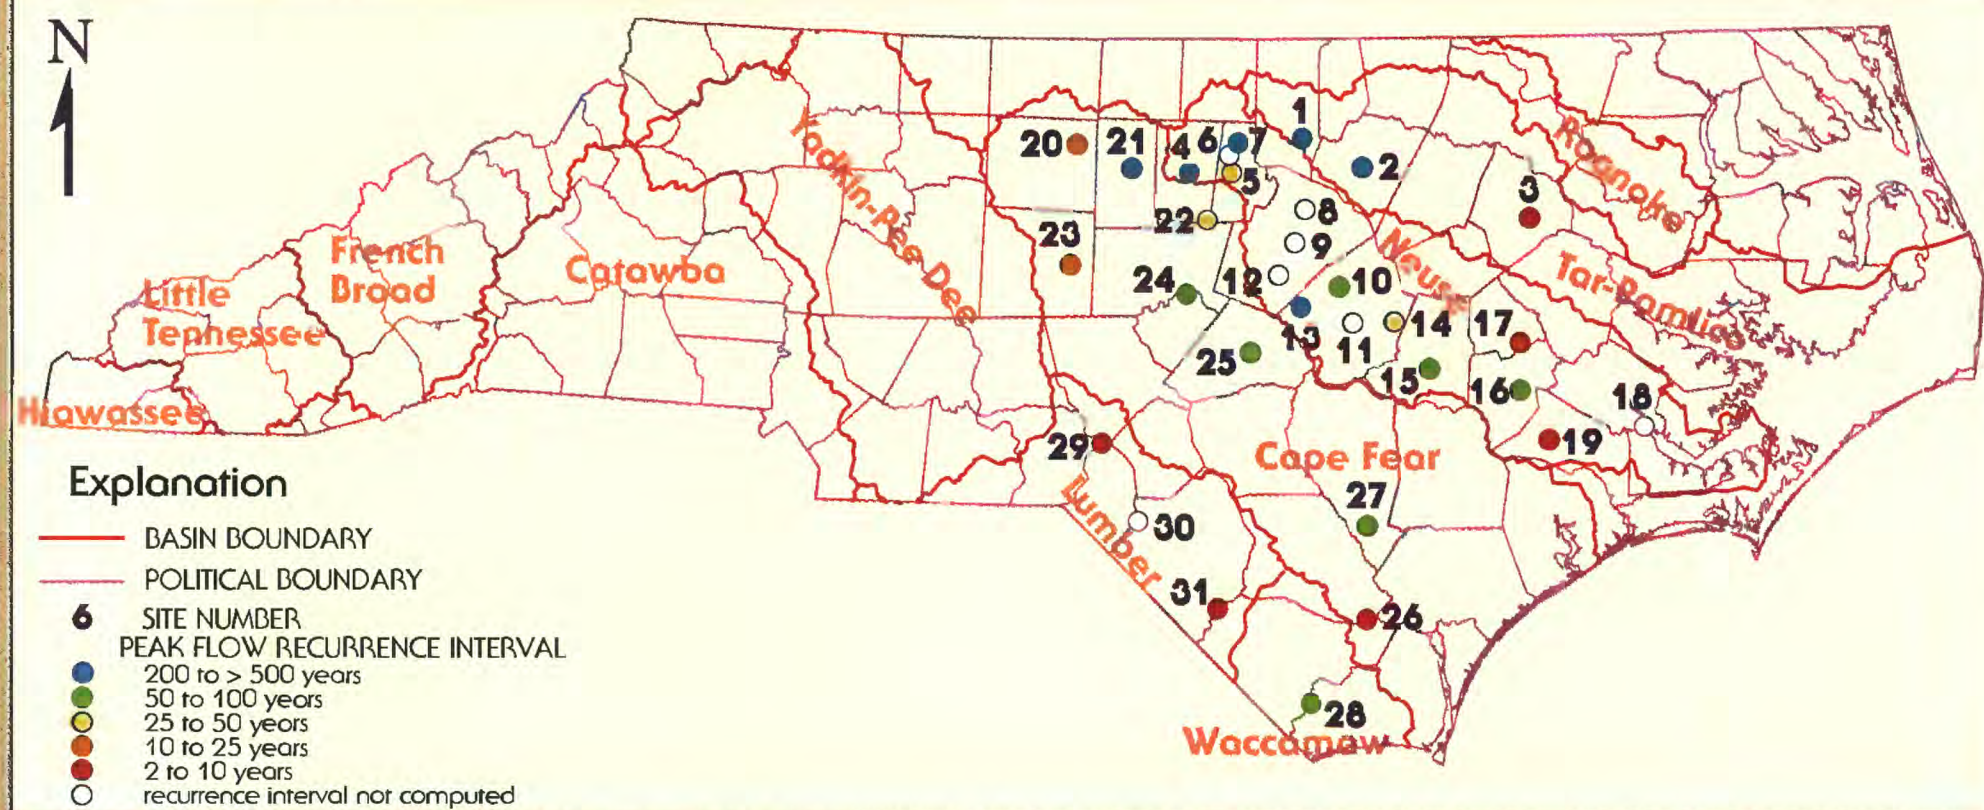 N
1
20
21
4
6
7
2
5
3
Roanoke
Yadkin-Pee Dee
8
22
23
9
Neuse
French
Broad
Catawba
Tar-Pamlico
Little
Tennessee
24
12
10
13
14
17
11
25
15
16
18
Hiawassee
29
Cape Fear
19
27
Lumber
30
31
26
28
Waccamaw
Explanation
BASIN BOUNDARY
POLITICAL BOUNDARY
6 SITE NUMBER
PEAK FLOW RECURRENCE INTERVAL
200 to > 500 years
50 to 100 years
25 to 50 years
10 to 25 years
2 to 10 years
recurrence interval not computed